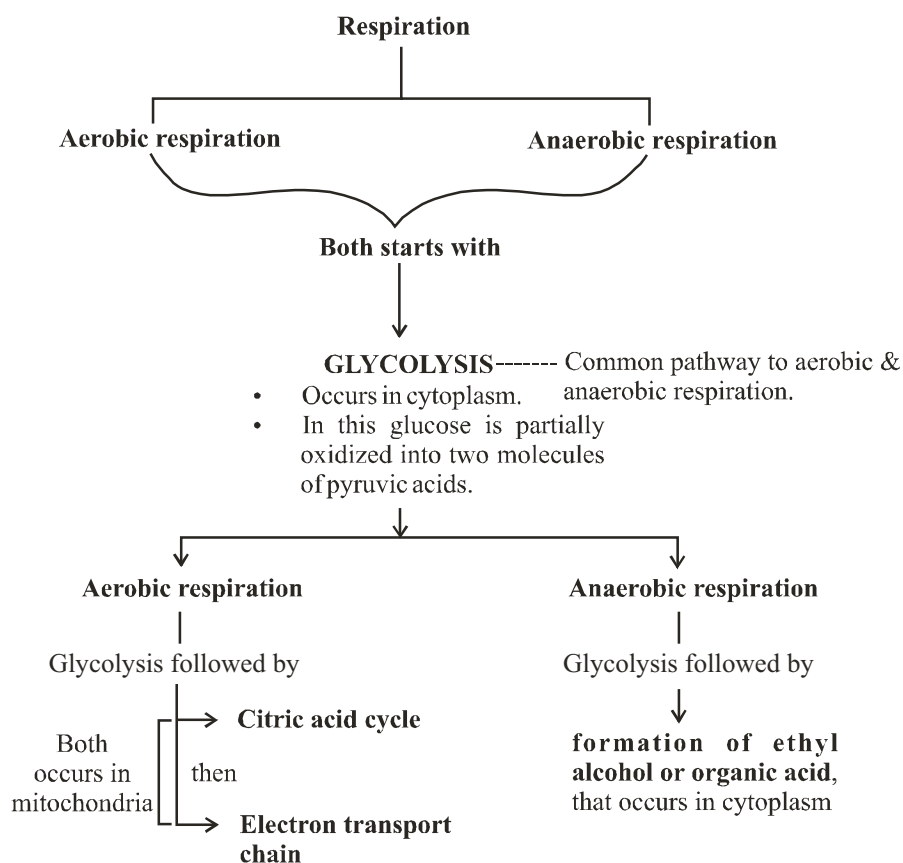 Respiration
Aerobic respiration
Anaerobic respiration
Both starts with
GLYCOLYSIS
Common pathway to aerobic &
anaerobic respiration.
• Occurs in cytoplasm.
• In this glucose is partially
oxidized into two molecules
of pyruvic acids.
Aerobic respiration
Glycolysis followed by
Citric acid cycle
Both
occurs in
mitochondria
then
Electron transport
chain
Anaerobic respiration
Glycolysis followed by
formation of ethyl
alcohol or organic acid,
that occurs in cytoplasm